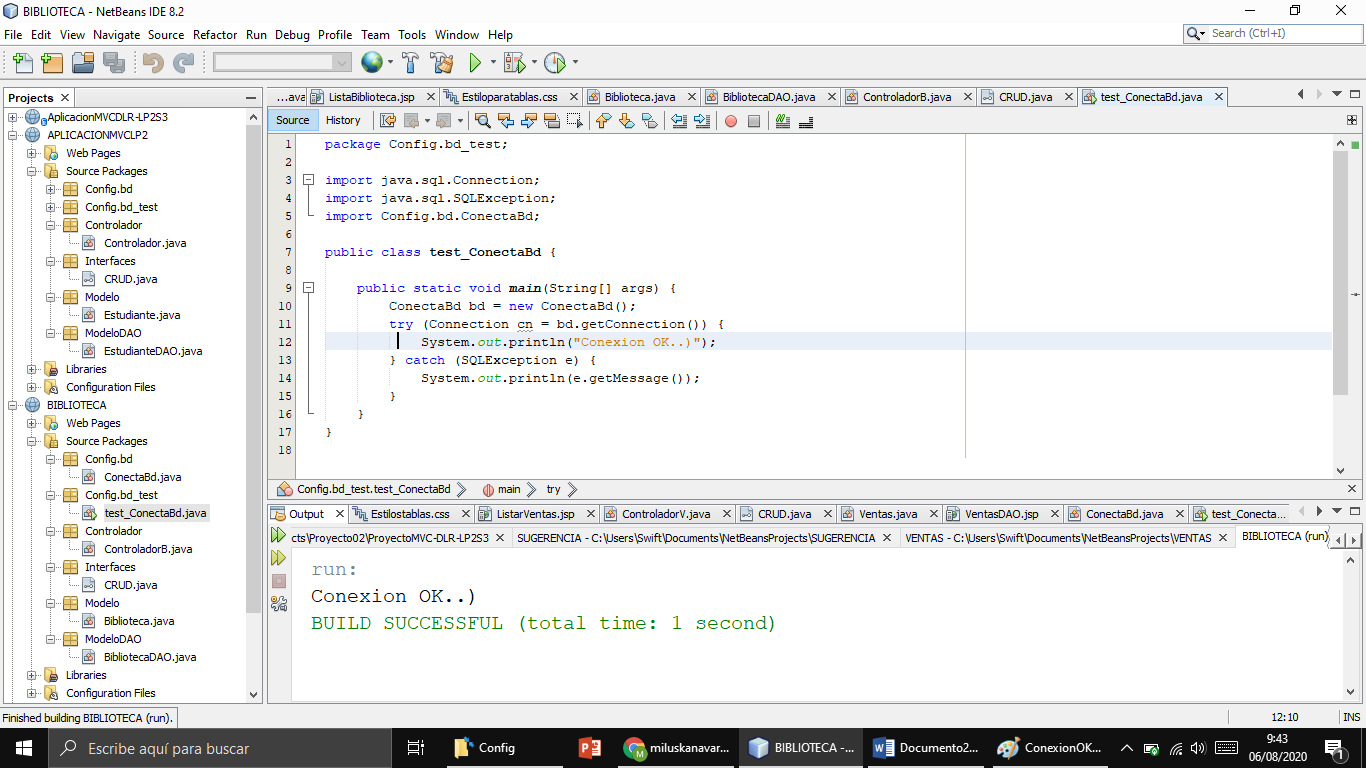 BIBLIOTECA - NetBeans IDE 8.2
File Edit View Navigate Source Refactor Run Debug Profile Team Tools Window Help
Search (Ctrl+I)
Projects
AplicacionMVCDLR-LP2S3
APLICACIONMVCLP2
Web Pages
Source Packages
Config.bd
Config.bd_test
Controlador
Controlador.java
Interfaces
CRUD.java
Modelo
Estudiante.java
ModeloDAO
EstudianteDAO.java
Libraries
Configuration Files
BIBLIOTECA
Web Pages
Source Packages
Config.bd
ConectaBd.java
Config.bd_test
test_ConectaBd.java
Controlador
ControladorB.java
Interfaces
CRUD.java
Modelo
Biblioteca.java
ModeloDAO
BibliotecaDAO.java
Libraries
Configuration Files
...ava ListaBiblioteca.jsp Estiloparatablas.css Biblioteca.java BibliotecaDAO.java ControladorB.java CRUD.java test_ConectaBd.java
Source History
1 package Config.bd_test;
2
3 import java.sql.Connection;
4 import java.sql.SQLException;
5 import Config.bd.ConectaBd;
6
7 public class test_ConectaBd {
8
9 public static void main(String[] args) {
10 ConectaBd bd = new ConectaBd();
11 try (Connection cn = bd.getConnection()) {
12 System.out.println("Conexion OK..)");
13 } catch (SQLException e) {
14 System.out.println(e.getMessage());
15 }
16 }
17 }
18
Config.bd_test.test_ConectaBd main try
Output Estilostablas.css ListarVentas.jsp ControladorV.java CRUD.java Ventas.java VentasDAO.jsp ConectaBd.java test_Conecta...
cts\Proyecto02\ProyectoMVC-DLR-LP2S3 SUGERENCIA - C:\Users\Swift\Documents\NetBeansProjects\SUGERENCIA VENTAS - C:\Users\Swift\Documents\NetBeansProjects\VENTAS BIBLIOTECA (run)
run:
Conexion OK..)
BUILD SUCCESSFUL (total time: 1 second)
Finished building BIBLIOTECA (run).
12:10 INS
Escribe aquí para buscar
Config
miluskanavar...
BIBLIOTECA -...
Documento2...
ConexionOK...
9:43
06/08/2020
1